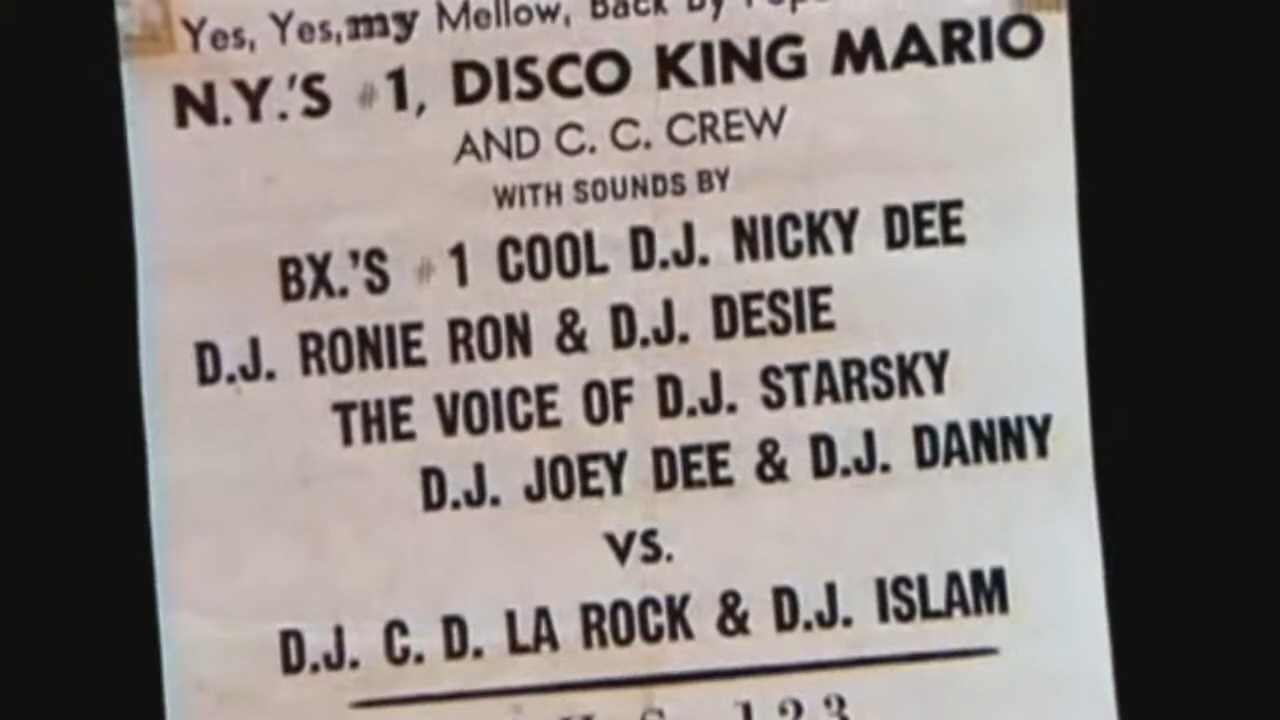 Yes, Yes, my Mellow, Back By
N.Y.'S #1, DISCO KING MARIO
AND C. C. CREW
WITH SOUNDS BY
BX.'S #1 COOL D.J. NICKY DEE
D.J. RONIE RON & D.J. DESIE
THE VOICE OF D.J. STARSKY
D.J. JOEY DEE & D.J. DANNY
VS.
D.J. C. D. LA ROCK & D.J. ISLAM
123